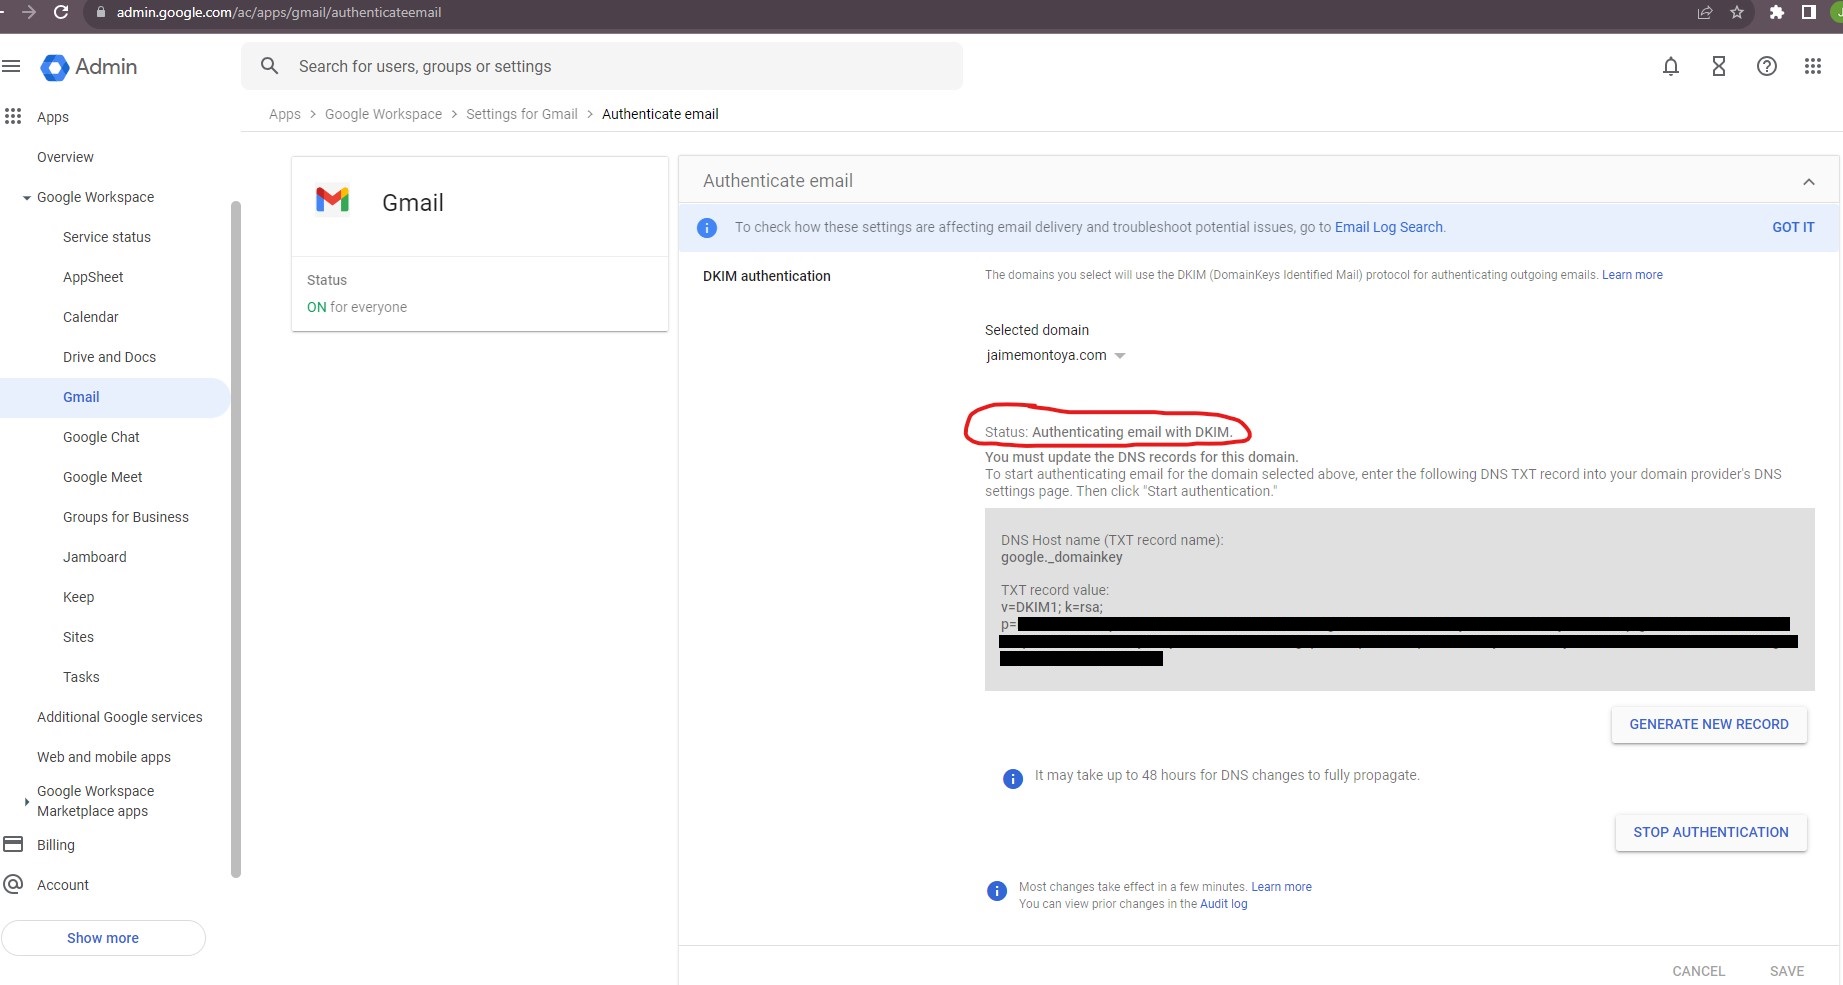 admin.google.com/ac/apps/gmail/authenticateemail
Admin
Search for users, groups or settings
Apps
Overview
Google Workspace
Service status
AppSheet
Calendar
Drive and Docs
Gmail
Google Chat
Google Meet
Groups for Business
Jamboard
Keep
Sites
Tasks
Additional Google services
Web and mobile apps
Google Workspace
Marketplace apps
Billing
Account
Show more
Apps > Google Workspace > Settings for Gmail > Authenticate email
Gmail
Status
ON for everyone
Authenticate email
To check how these settings are affecting email delivery and troubleshoot potential issues, go to Email Log Search.
GOT IT
DKIM authentication
The domains you select will use the DKIM (DomainKeys Identified Mail) protocol for authenticating outgoing emails. Learn more
Selected domain
jaimemontoya.com
Status: Authenticating email with DKIM.
You must update the DNS records for this domain.
To start authenticating email for the domain selected above, enter the following DNS TXT record into your domain provider's DNS
settings page. Then click "Start authentication."
DNS Host name (TXT record name):
google._domainkey
TXT record value:
v=DKIM1; k=rsa;
p=
GENERATE NEW RECORD
It may take up to 48 hours for DNS changes to fully propagate.
STOP AUTHENTICATION
Most changes take effect in a few minutes. Learn more
You can view prior changes in the Audit log
CANCEL
SAVE